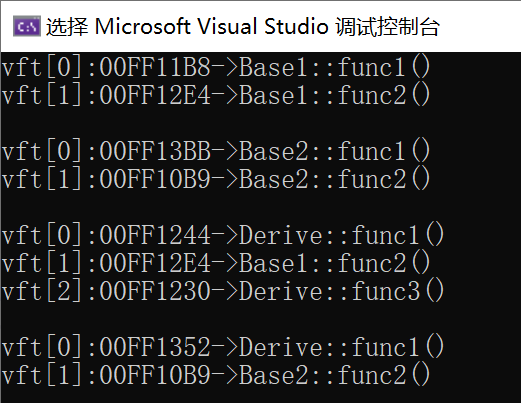 选择 Microsoft Visual Studio 调试控制台
vft[0]:00FF11B8->Base1::func1()
vft[1]:00FF12E4->Base1::func2()
vft[0]:00FF13BB->Base2::func1()
vft[1]:00FF10B9->Base2::func2()
vft[0]:00FF1244->Derive::func1()
vft[1]:00FF12E4->Base1::func2()
vft[2]:00FF1230->Derive::func3()
vft[0]:00FF1352->Derive::func1()
vft[1]:00FF10B9->Base2::func2()